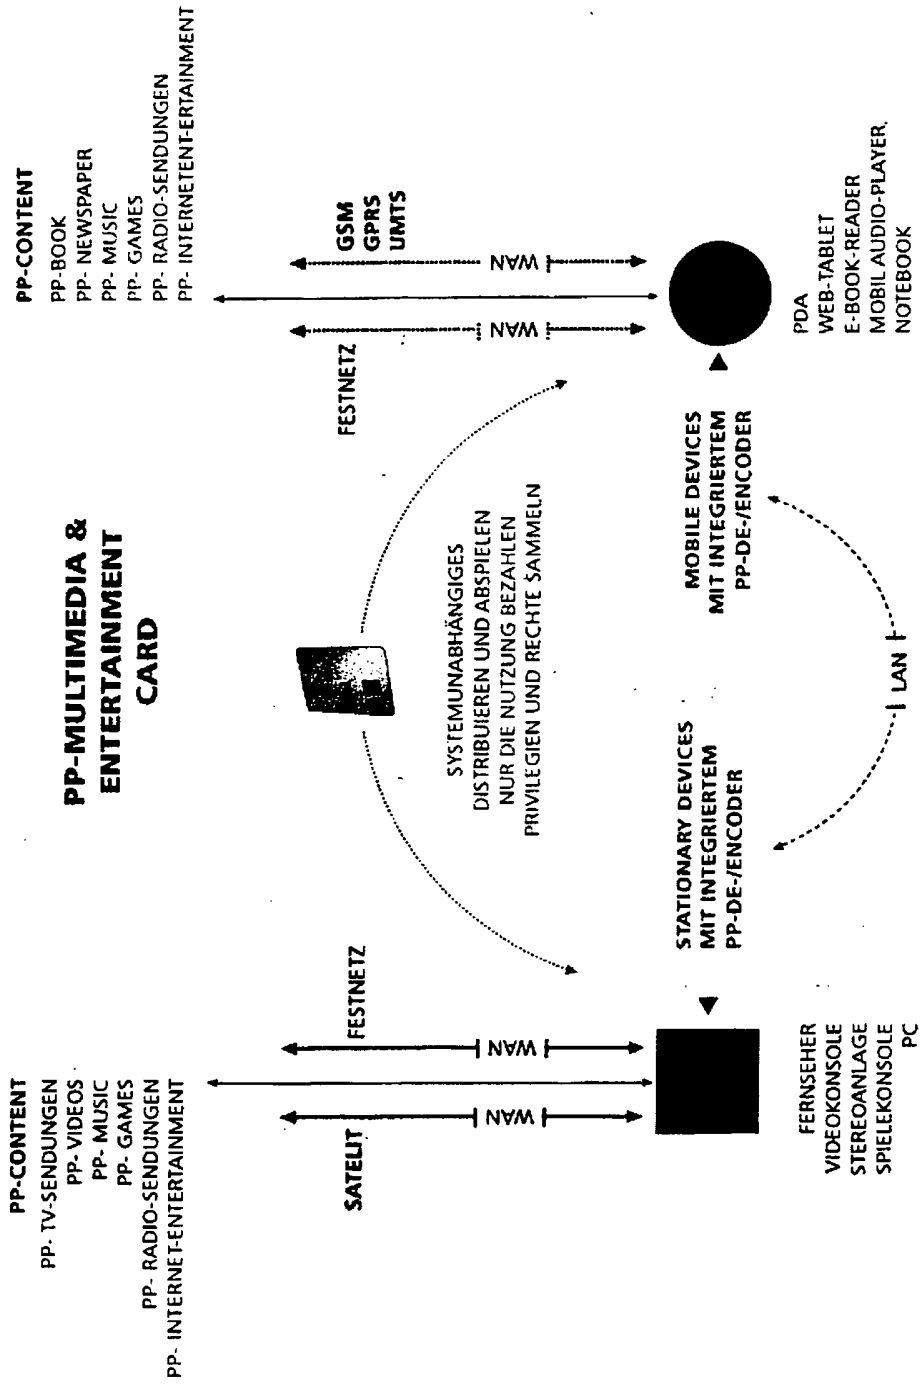 PP-MULTIMEDIA &
ENTERTAINMENT
CARD
PP-CONTENT
PP- TV-SENDUNGEN
PP- VIDEOS
PP- MUSIC
PP- GAMES
PP- RADIO-SENDUNGEN
PP- INTERNET-ENTERTAINMENT
SATELIT
WAN
FESTNETZ
WAN
FERNSEHER
VIDEOKONSOLE
STEREOANLAGE
SPIELEKONSOLE
PC
STATIONARY DEVICES
MIT INTEGRIERTEM
PP-DE-/ENCODER
SYSTEMUNABHÄNGIGES
DISTRIBUIEREN UND ABSPIELEN
NUR DIE NUTZUNG BEZAHLEN
PRIVILEGIEN UND RECHTE SAMMELN
LAN
MOBILE DEVICES
MIT INTEGRIERTEM
PP-DE-/ENCODER
PP-CONTENT
PP-BOOK
PP- NEWSPAPER
PP- MUSIC
PP- GAMES
PP- RADIO-SENDUNGEN
PP- INTERNETENT-ERTAINMENT
FESTNETZ
WAN
GSM
GPRS
UMTS
WAN
PDA
WEB-TABLET
E-BOOK-READER
MOBIL AUDIO-PLAYER.
NOTEBOOK